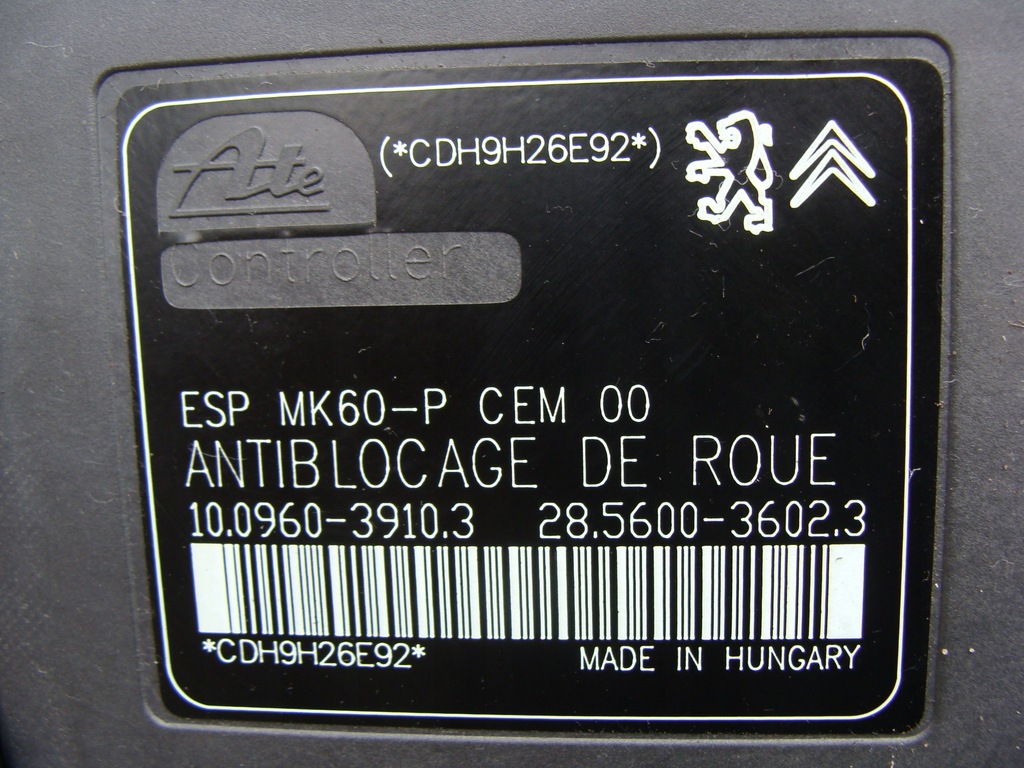 Ate
(*CDH9H26E92*)
Controller
ESP MK60-P CEM 00
ANTIBLOCAGE DE ROUE
10.0960-3910.3 28.5600-3602.3
*CDH9H26E92* MADE IN HUNGARY